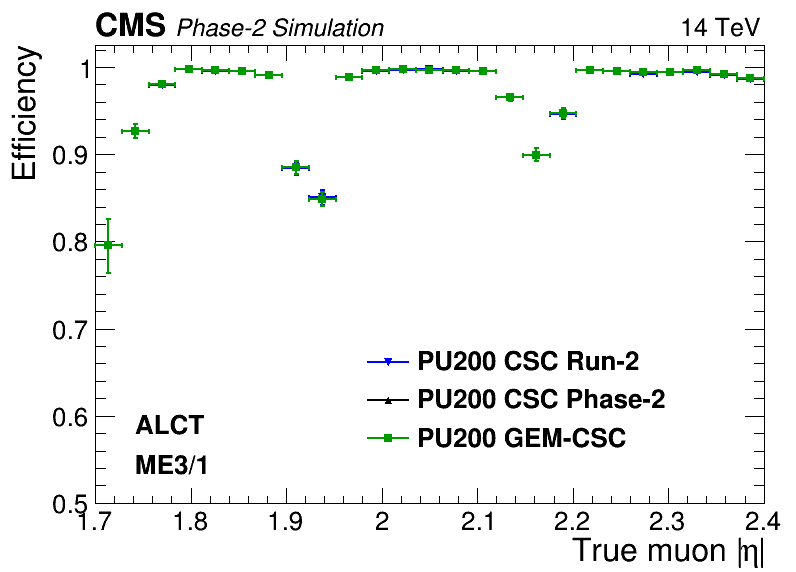 CMS Phase-2 Simulation 14 TeV
Efficiency
1
0.9
0.8
0.7
0.6
0.5
PU200 CSC Run-2
PU200 CSC Phase-2
PU200 GEM-CSC
ALCT
ME3/1
1.7 1.8 1.9 2 2.1 2.2 2.3 2.4
True muon |η|